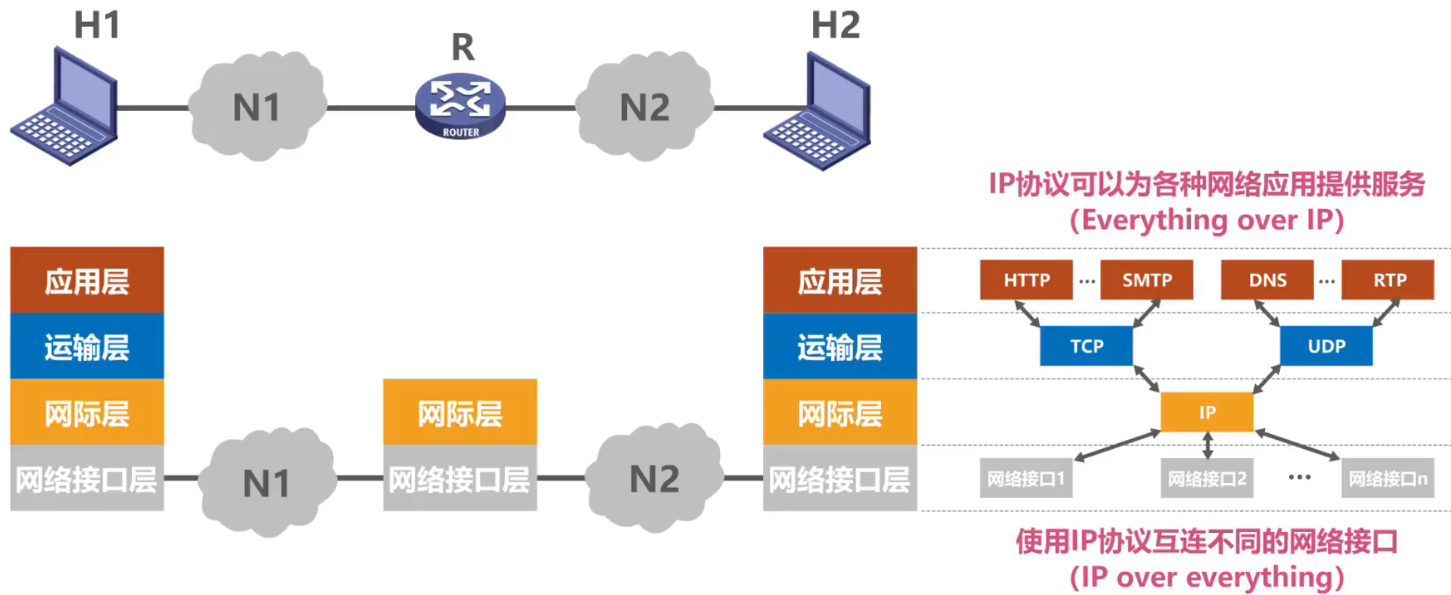 H1
R
H2
N1
N2
ROUTER
IP协议可以为各种网络应用提供服务
(Everything over IP)
应用层
运输层
网际层
网络接口层
N1
网际层
网络接口层
N2
应用层
运输层
网际层
网络接口层
HTTP ··· SMTP
DNS ··· RTP
TCP
UDP
IP
网络接口1
网络接口2
···
网络接口n
使用IP协议互连不同的网络接口
(IP over everything)